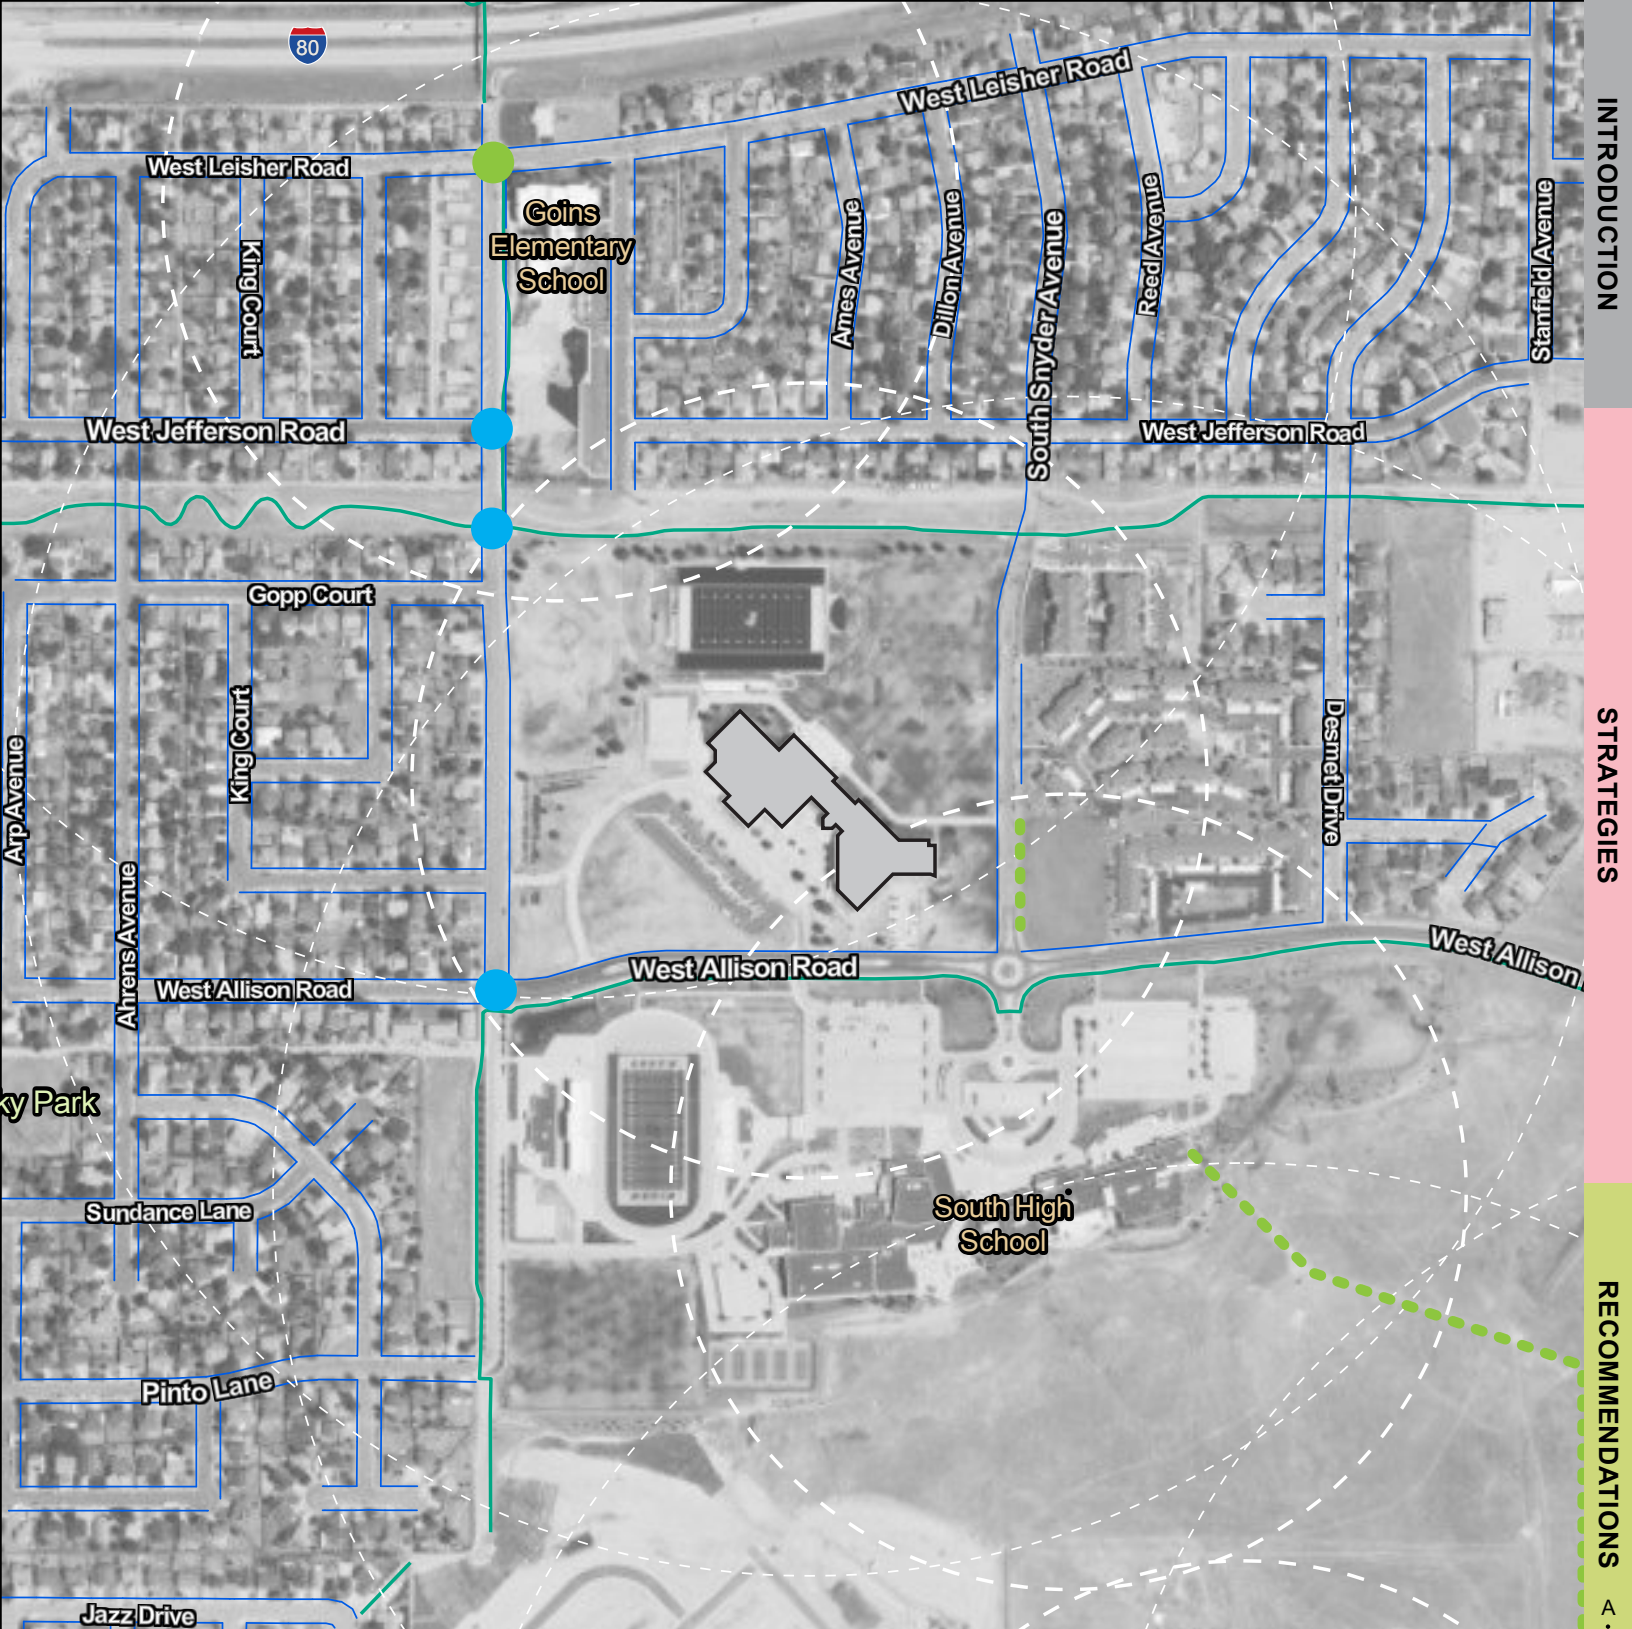 80
West Leisher Road
West Leisher Road
Goins
Elementary
School
King Court
Ames Avenue
Dillon Avenue
South Snyder Avenue
Reed Avenue
Stanfield Avenue
West Jefferson Road
West Jefferson Road
Gopp Court
King Court
Arp Avenue
Ahrens Avenue
Desmet Drive
West Allison Road
West Allison Road
West Allison
ky Park
South High
School
Sundance Lane
Pinto Lane
Jazz Drive
INTRODUCTION
STRATEGIES
RECOMMENDATIONS
A